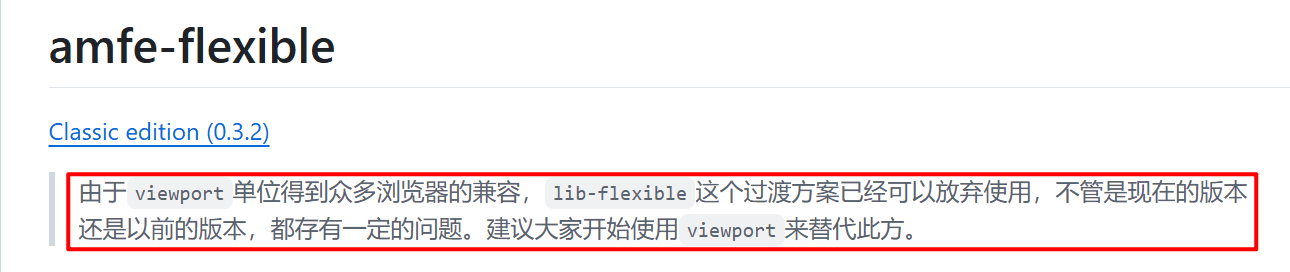 amfe-flexible
Classic edition (0.3.2)
由于viewport单位得到众多浏览器的兼容，lib-flexible这个过渡方案已经可以放弃使用，不管是现在的版本
还是以前的版本，都存有一定的问题。建议大家开始使用viewport来替代此方。